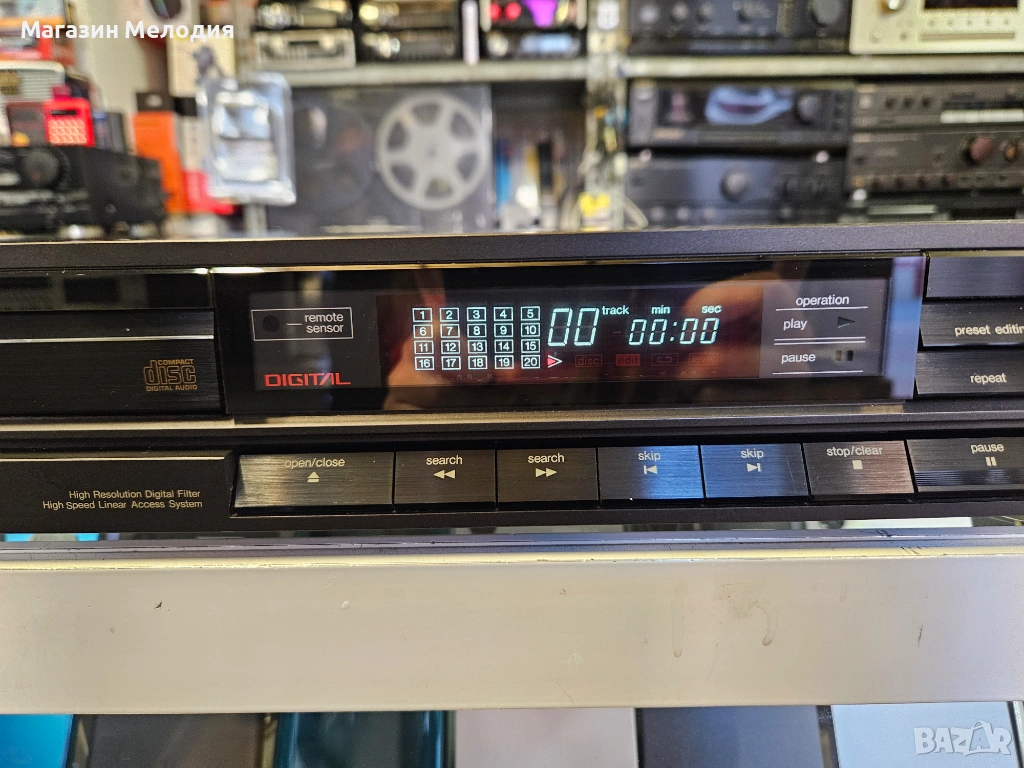 Магазин Мелодия
remote
sensor
DIGITAL
COMPACT
disc
DIGITAL AUDIO
1 2 3 4 5
6 7 8 9 10
11 12 13 14 15
16 17 18 19 20
track
00
min sec
00:00
disc edit
operation
play
pause
preset editin
repeat
High Resolution Digital Filter
High Speed Linear Access System
open/close
search
search
skip
skip
stop/clear
pause
BAZAR